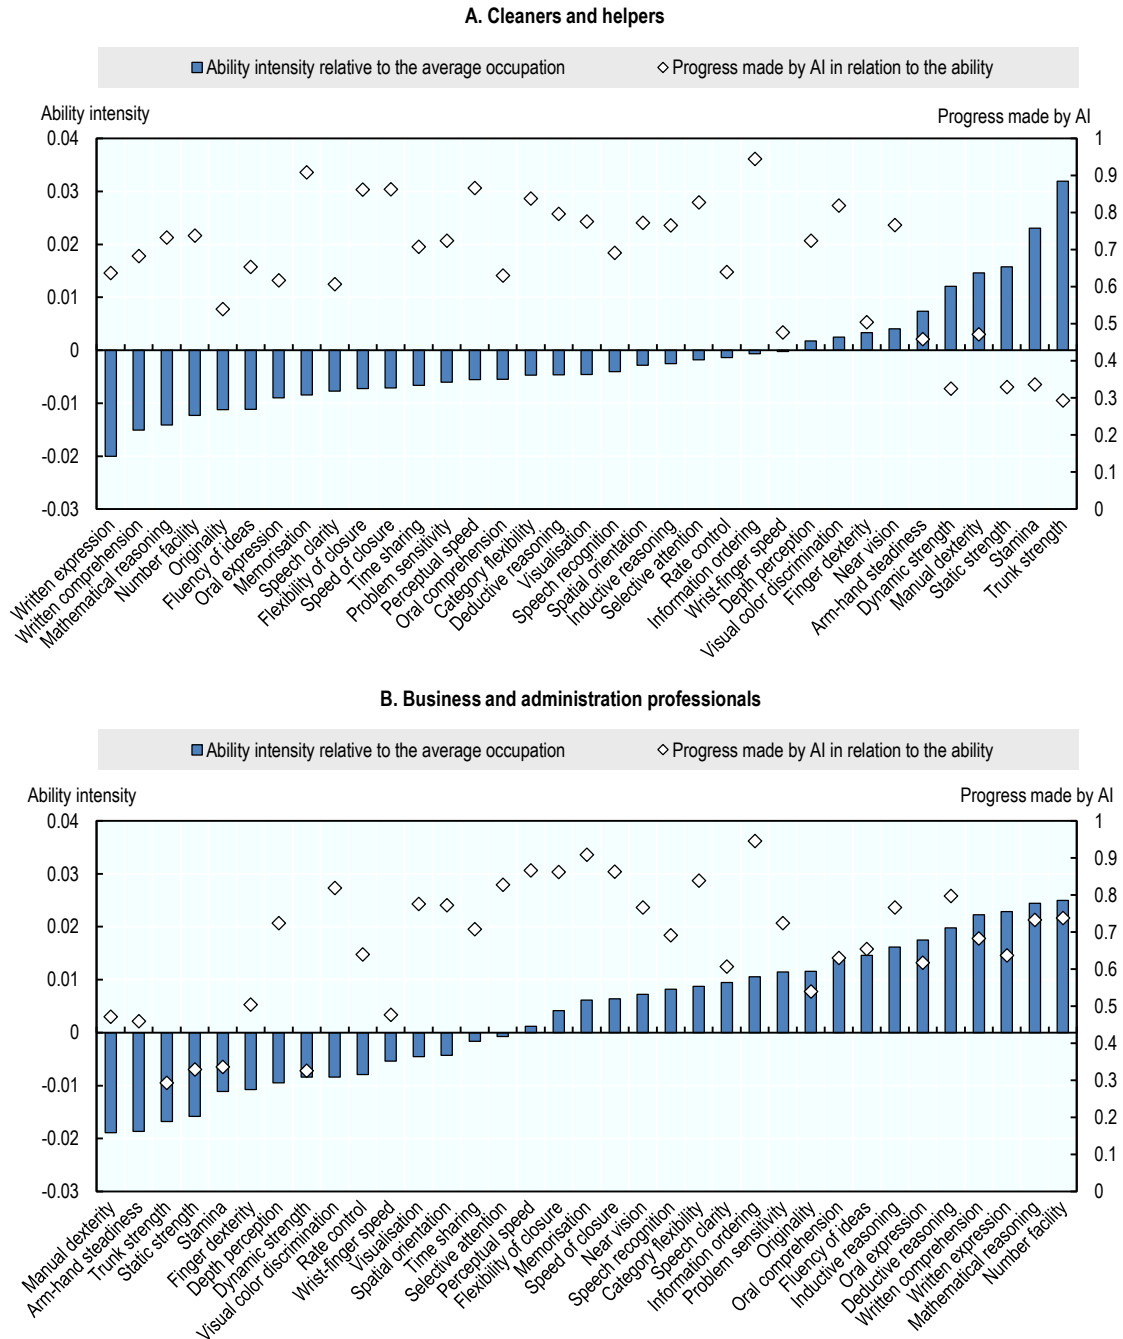 A. Cleaners and helpers
Ability intensity relative to the average occupation
Progress made by AI in relation to the ability
Ability intensity
Progress made by AI
0.04
0.03
0.02
0.01
0
-0.01
-0.02
-0.03
1
0.9
0.8
0.7
0.6
0.5
0.4
0.3
0.2
0.1
0
Written expression
Written comprehension
Mathematical reasoning
Number facility
Originality
Fluency of ideas
Oral expression
Memorisation
Speech clarity
Flexibility of closure
Speed of closure
Time sharing
Problem sensitivity
Perceptual speed
Oral comprehension
Category flexibility
Deductive reasoning
Visualisation
Speech recognition
Spatial orientation
Inductive reasoning
Selective attention
Rate control
Information ordering
Wrist-finger speed
Depth perception
Visual color discrimination
Finger dexterity
Near vision
Arm-hand steadiness
Dynamic strength
Manual dexterity
Static strength
Stamina
Trunk strength
B. Business and administration professionals
Ability intensity relative to the average occupation
Progress made by AI in relation to the ability
Ability intensity
Progress made by AI
0.04
0.03
0.02
0.01
0
-0.01
-0.02
-0.03
1
0.9
0.8
0.7
0.6
0.5
0.4
0.3
0.2
0.1
0
Manual dexterity
Arm-hand steadiness
Trunk strength
Static strength
Stamina
Finger dexterity
Depth perception
Dynamic strength
Visual color discrimination
Rate control
Wrist-finger speed
Visualisation
Spatial orientation
Time sharing
Selective attention
Perceptual speed
Flexibility of closure
Memorisation
Speed of closure
Near vision
Speech recognition
Category flexibility
Speech clarity
Information ordering
Problem sensitivity
Originality
Oral comprehension
Fluency of ideas
Inductive reasoning
Oral expression
Deductive reasoning
Written comprehension
Written expression
Mathematical reasoning
Number facility